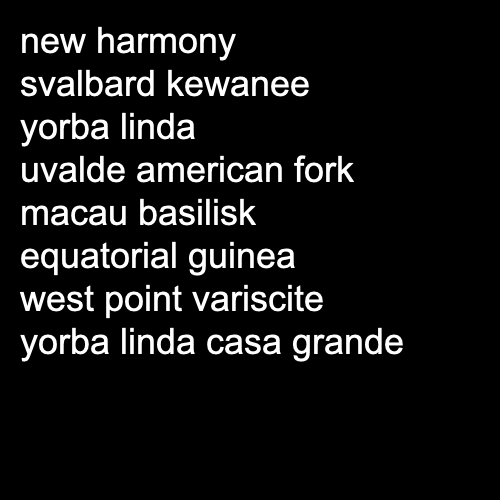 new harmony
svalbard kewanee
yorba linda
uvalde american fork
macau basilisk
equatorial guinea
west point variscite
yorba linda casa grande